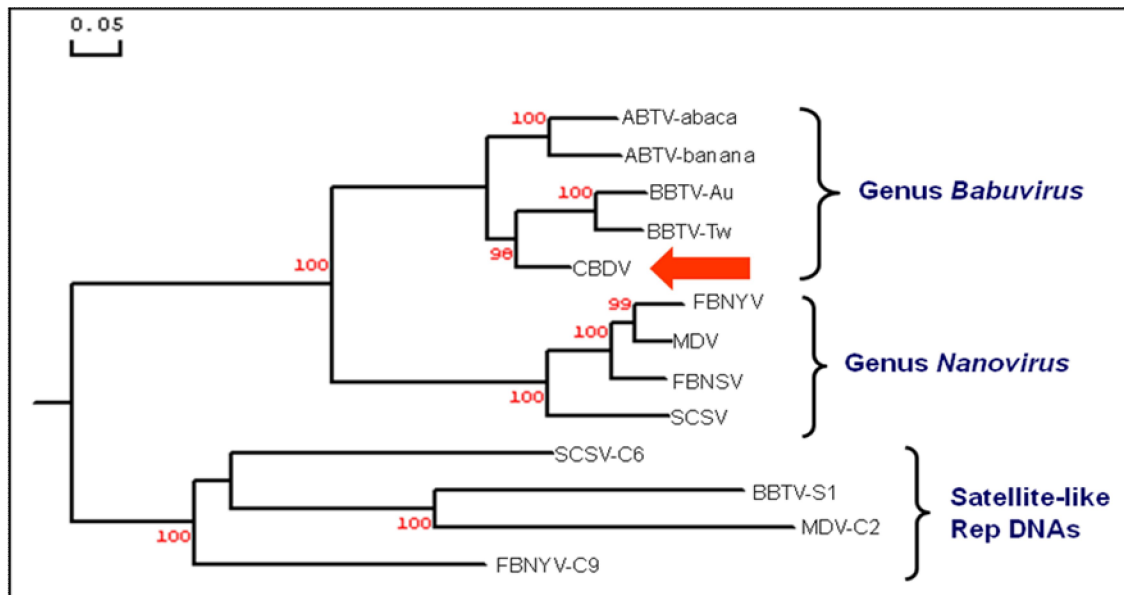 0.05
100
ABTV-abaca
ABTV-banana
100
BBTV-Au
BBTV-Tw
98
CBDV
100
Genus Babuvirus
99
FBNYV
100
MDV
FBNSV
100
SCSV
Genus Nanovirus
SCSV-C6
BBTV-S1
100
MDV-C2
100
FBNYV-C9
Satellite-like
Rep DNAs